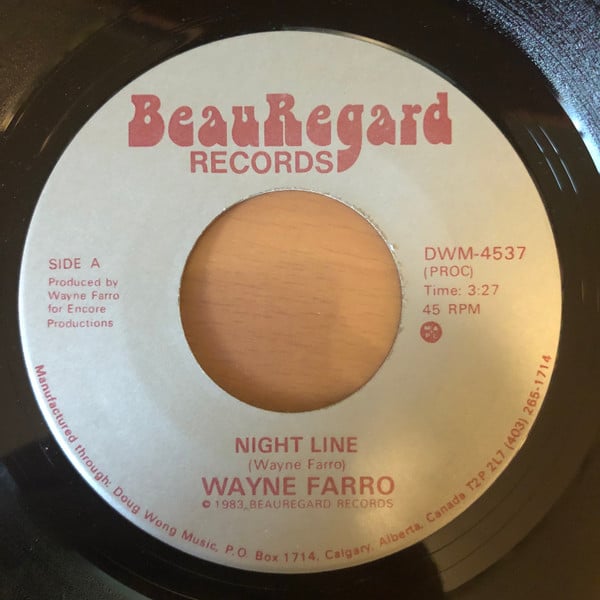 BeauRegard
RECORDS
SIDE A
Produced by
Wayne Farro
for Encore
Productions
DWM-4537
(PROC)
Time: 3:27
45 RPM
NIGHT LINE
(Wayne Farro)
WAYNE FARRO
© 1983 BEAUREGARD RECORDS
Manufactured through: Doug Wong Music, P.O. Box 1714, Calgary, Alberta, Canada T2P 2L7 (403) 265-1714